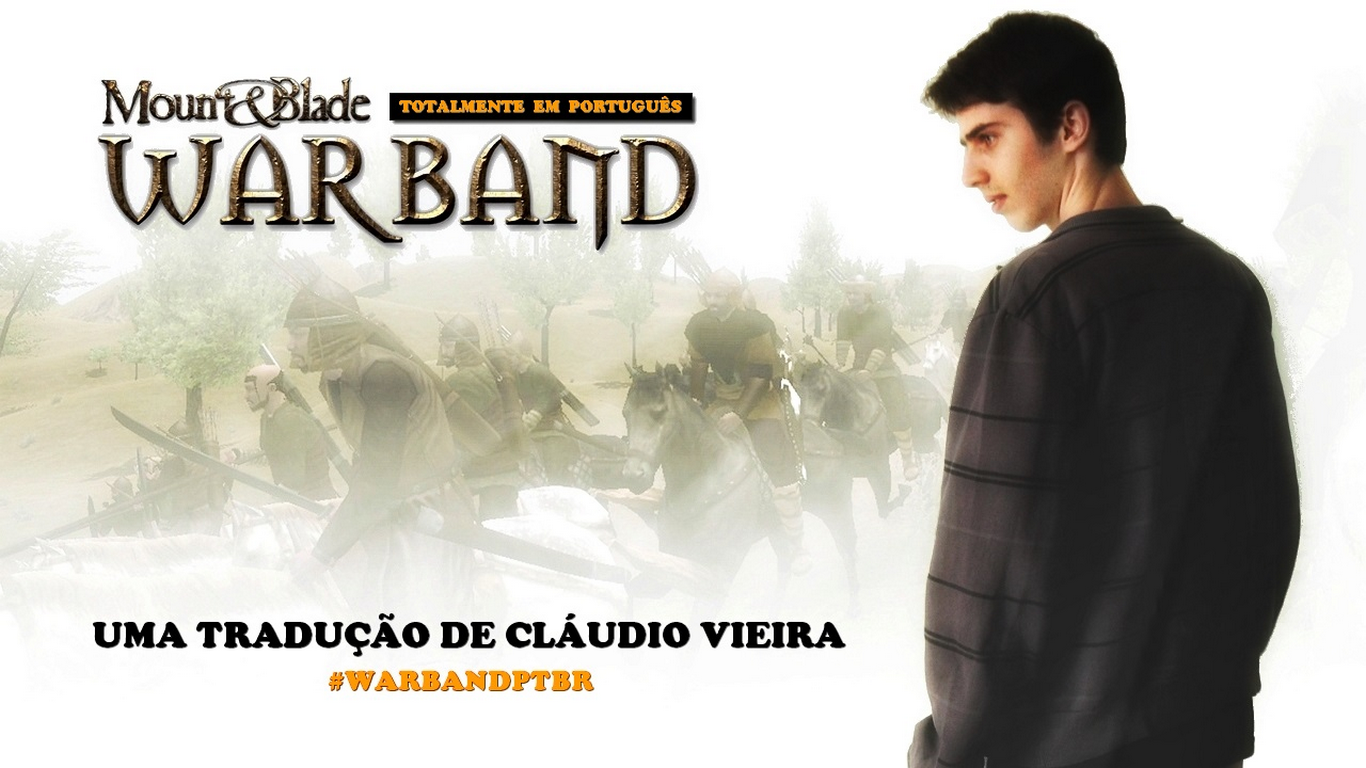 Mount&Blade
TOTALMENTE EM PORTUGUÊS
WARBAND
UMA TRADUÇÃO DE CLÁUDIO VIEIRA
#WARBANDPTBR